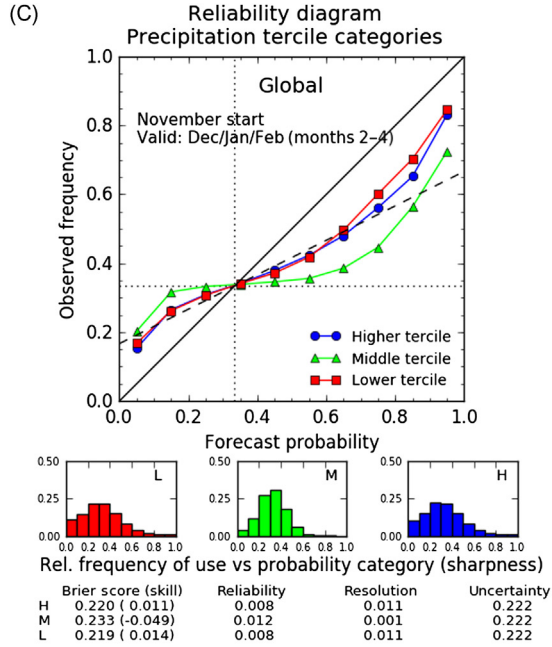 (C)
Reliability diagram
Precipitation tercile categories
Global
November start
Valid: Dec/Jan/Feb (months 2–4)
Observed frequency
1.0
0.8
0.6
0.4
0.2
0.0
Higher tercile
Middle tercile
Lower tercile
0.0 0.2 0.4 0.6 0.8 1.0
Forecast probability
0.50 0.25 0.00 L 0.0 0.2 0.4 0.6 0.8 1.0
0.50 0.25 0.00 M 0.0 0.2 0.4 0.6 0.8 1.0
0.50 0.25 0.00 H 0.0 0.2 0.4 0.6 0.8 1.0
Rel. frequency of use vs probability category (sharpness)
Brier score (skill) Reliability Resolution Uncertainty
H 0.220 ( 0.011) 0.008 0.011 0.222
M 0.233 (-0.049) 0.012 0.001 0.222
L 0.219 ( 0.014) 0.008 0.011 0.222